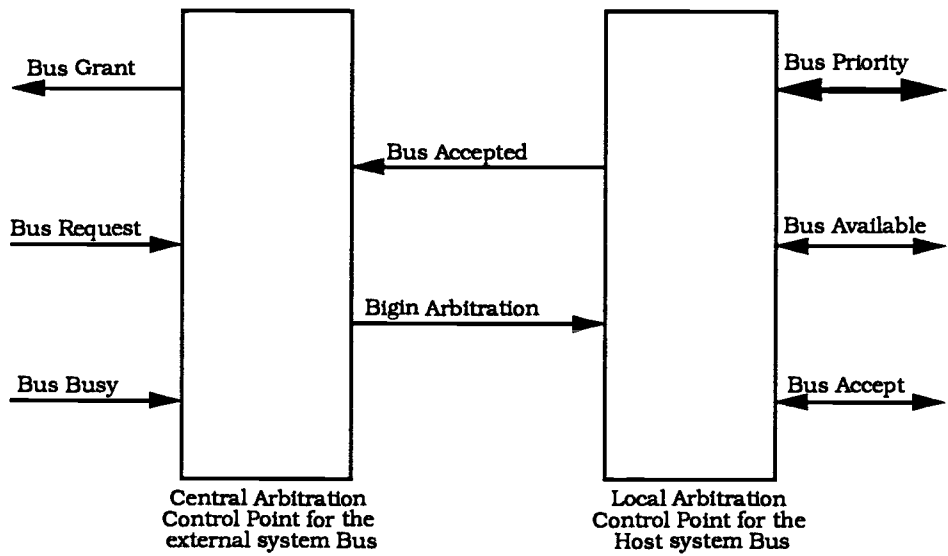 Bus Grant
Bus Priority
Bus Accepted
Bus Request
Bus Available
Bigin Arbitration
Bus Busy
Bus Accept
Central Arbitration
Control Point for the
external system Bus
Local Arbitration
Control Point for the
Host system Bus